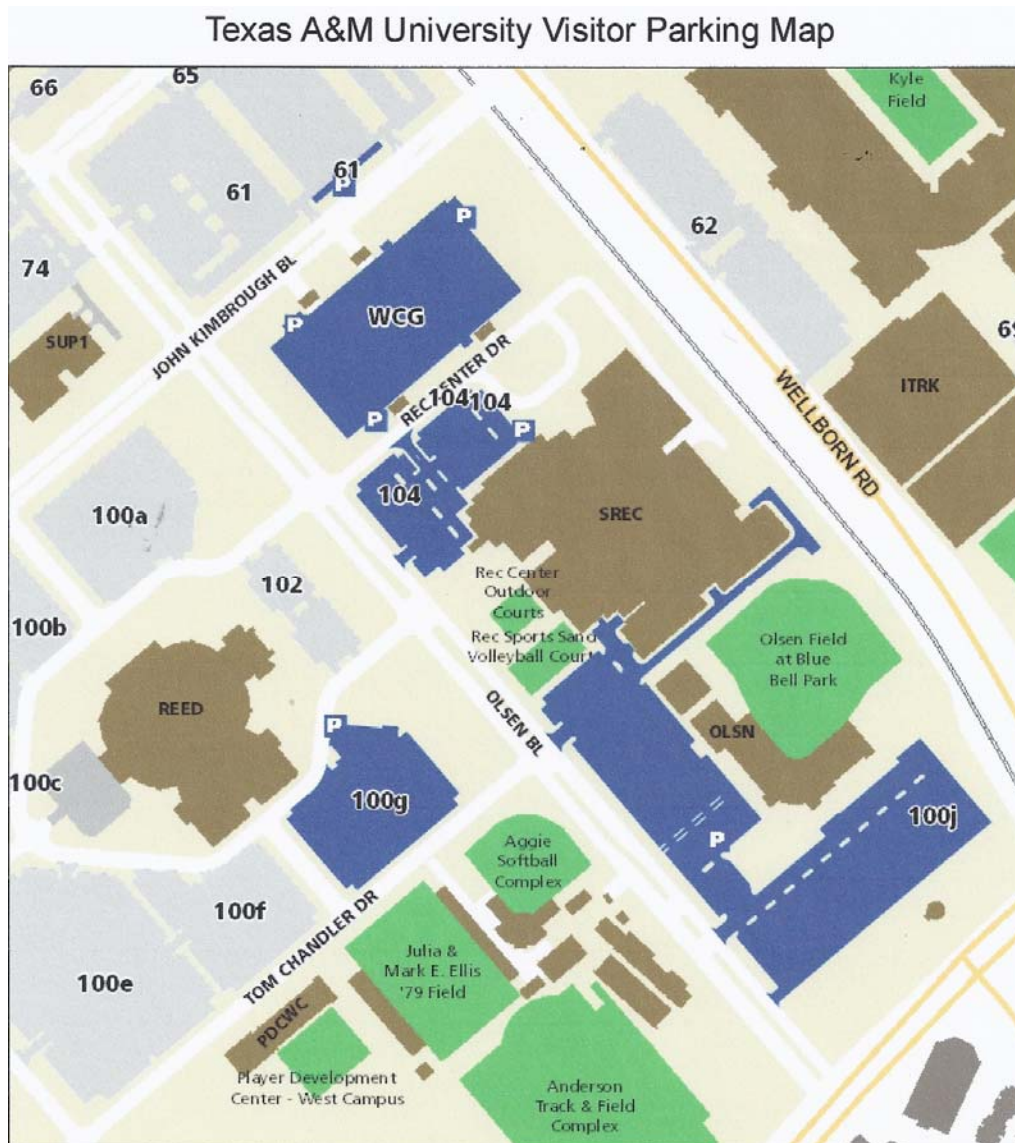 Texas A&M University Visitor Parking Map
66
65
Kyle
Field
61
P
61
62
P
74
JOHN KIMBROUGH BL
WCG
P
SUP1
REC CENTER DR
WELLBORN RD
ITRK
104
104
P
P
104
SREC
100a
Rec Center
Outdoor
Courts
102
100b
Rec Sports Sand
Volleyball Court
Olsen Field
at Blue
Bell Park
REED
P
OLSEN BL
OLSN
100c
100g
100j
P
Aggie
Softball
Complex
100f
TOM CHANDLER DR
Julia &
Mark E. Ellis
'79 Field
100e
PDCWC
Player Development
Center - West Campus
Anderson
Track & Field
Complex